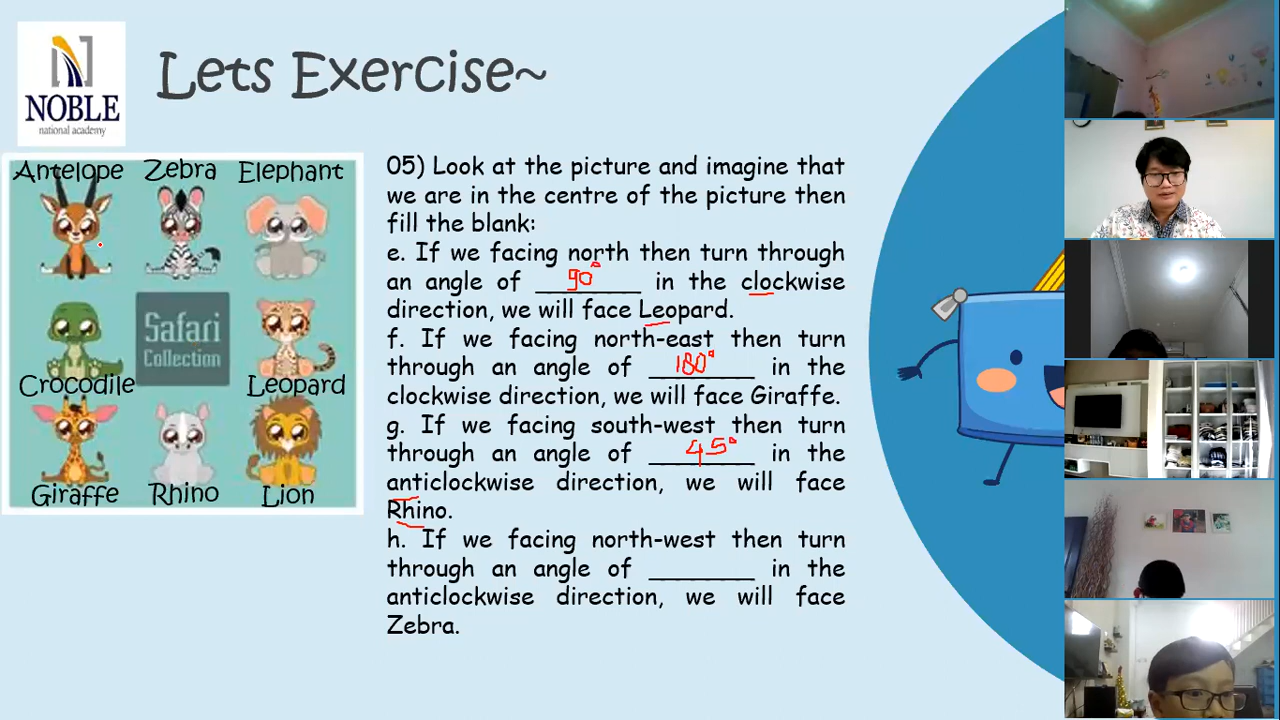 NOBLE
national academy
Lets Exercise~
Antelope Zebra Elephant
Safari
Collection
Crocodile Leopard
Giraffe Rhino Lion
05) Look at the picture and imagine that
we are in the centre of the picture then
fill the blank:
e. If we facing north then turn through
an angle of 90° in the clockwise
direction, we will face Leopard.
f. If we facing north-east then turn
through an angle of 180° in the
clockwise direction, we will face Giraffe.
g. If we facing south-west then turn
through an angle of 45° in the
anticlockwise direction, we will face
Rhino.
h. If we facing north-west then turn
through an angle of ________ in the
anticlockwise direction, we will face
Zebra.